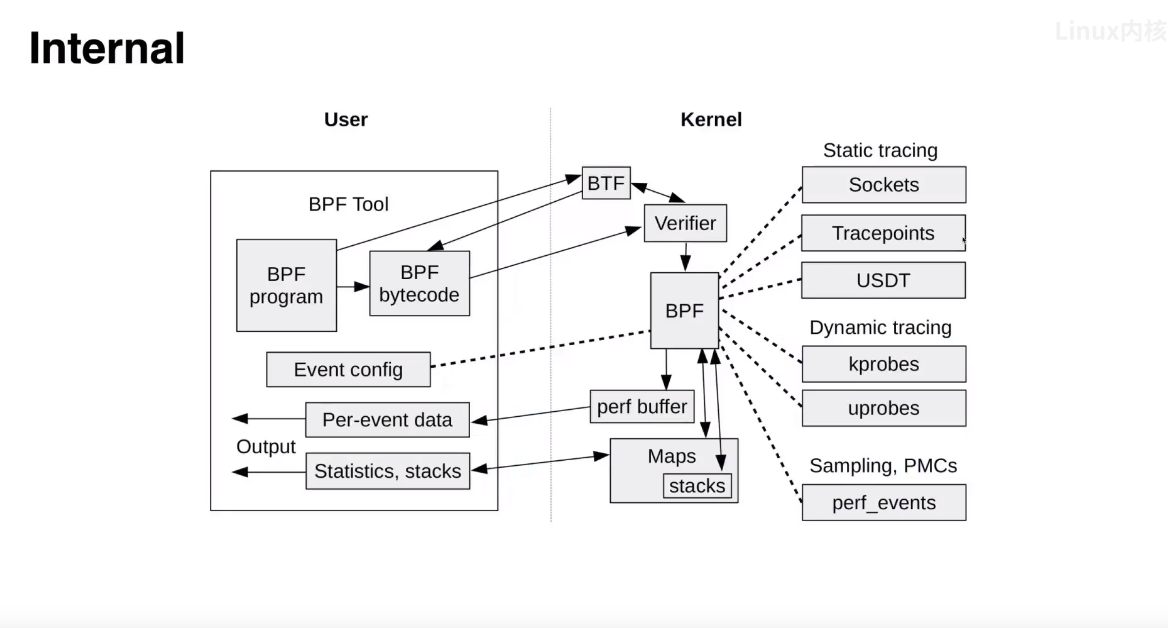 Linux内核
Internal
User
Kernel
Static tracing
BTF
Sockets
BPF Tool
Verifier
Tracepoints
BPF
program
BPF
bytecode
USDT
BPF
Dynamic tracing
Event config
kprobes
Per-event data
perf buffer
uprobes
Output
Statistics, stacks
Maps
stacks
Sampling, PMCs
perf_events